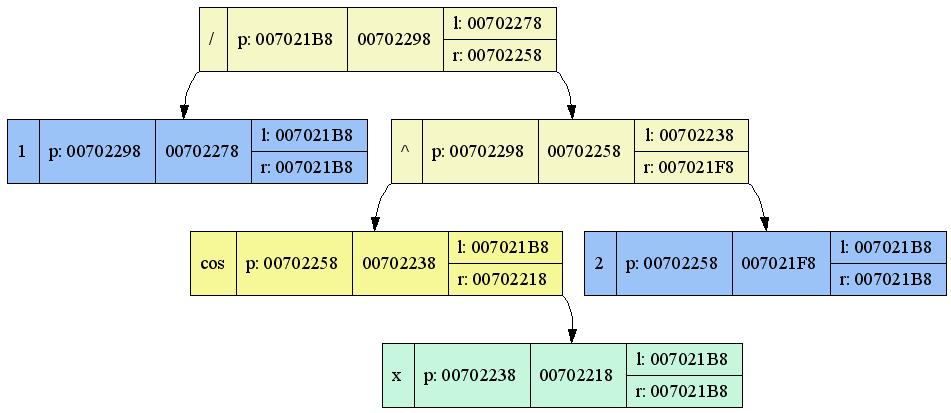 / p: 007021B8 00702298 l: 00702278
r: 00702258
1 p: 00702298 00702278 l: 007021B8
r: 007021B8
^ p: 00702298 00702258 l: 00702238
r: 007021F8
cos p: 00702258 00702238 l: 007021B8
r: 00702218
2 p: 00702258 007021F8 l: 007021B8
r: 007021B8
x p: 00702238 00702218 l: 007021B8
r: 007021B8